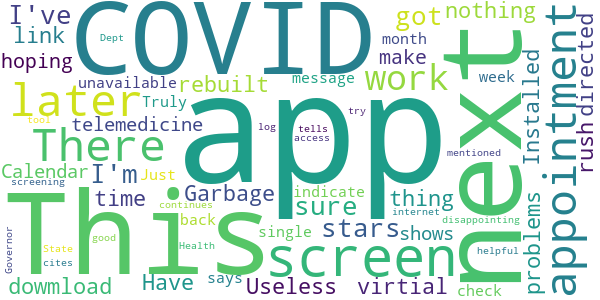 I've
COVID
got
nothing
link
Dept
month
hoping
make
unavailable
rebuilt
message
work
week
later
Truly
app
try
telemedicine
log
tells
access
There
next
Installed
appointment
directed
rush
mentioned
Calendar
I'm
Just
tool
screening
time
Garbage
indicate
thing
This
continues
sure
back
internet
disappointing
problems
Governor
State
good
Health
single
stars
shows
cites
screen
helpful
dowmload
Have
says
Useless
virtial
check